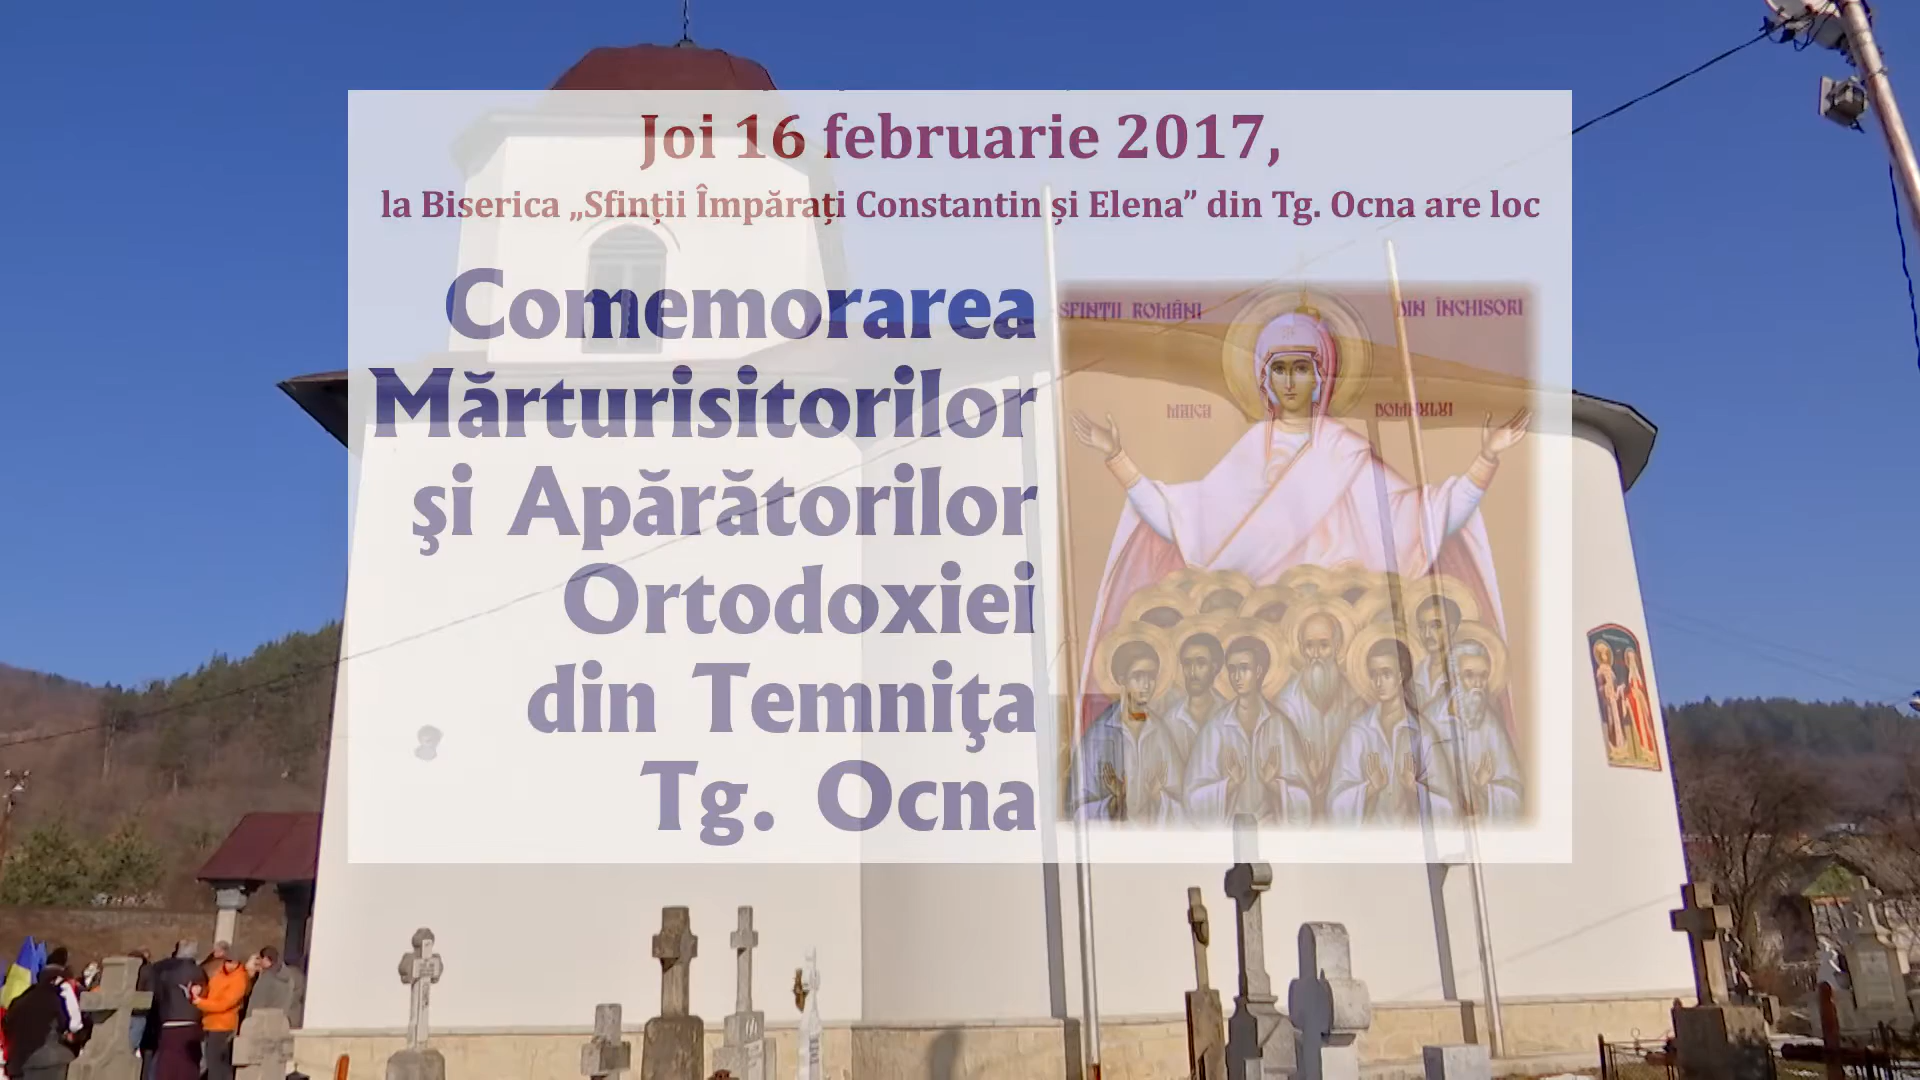 Joi 16 februarie 2017,
la Biserica „Sfinții Împărați Constantin și Elena” din Tg. Ocna are loc
Comemorarea
Mărturisitorilor
şi Apărătorilor
Ortodoxiei
din Temniţa
Tg. Ocna
SFINȚII ROMÂNI DIN ÎNCHISORI
MAICA DOMNULUI